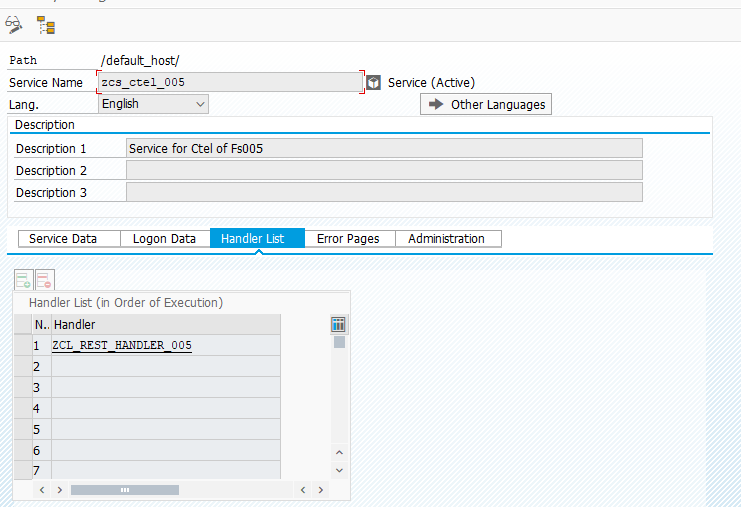 Path /default_host/
Service Name zcs_ctel_005 Service (Active)
Lang. English Other Languages
Description
Description 1 Service for Ctel of Fs005
Description 2
Description 3
Service Data Logon Data Handler List Error Pages Administration
Handler List (in Order of Execution)
N.. Handler
1 ZCL_REST_HANDLER_005
2
3
4
5
6
7